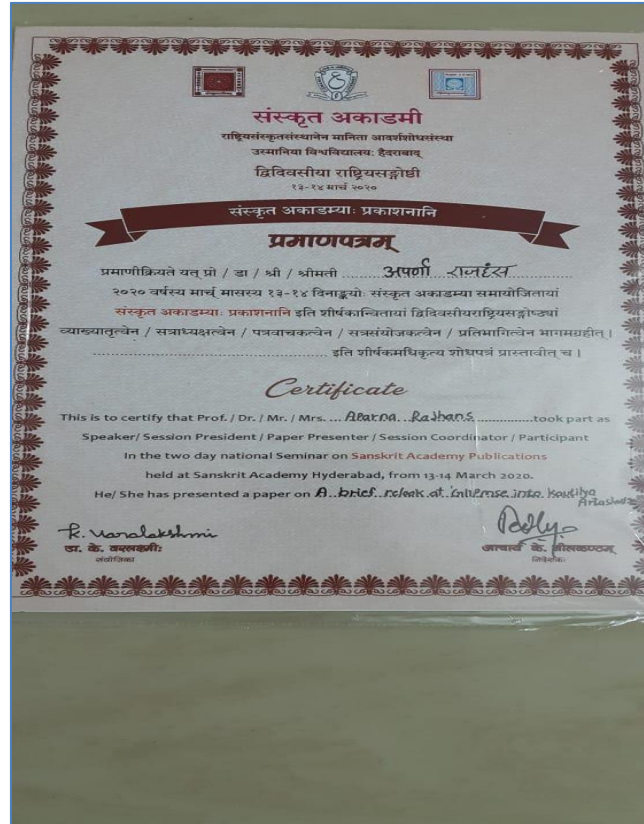 संस्कृत अकाडमी
राष्ट्रियसंस्कृतसंस्थानेन मानिता आदर्शशोधसंस्था
उस्मानिया विश्वविद्यालयः हैदराबाद्
द्विदिवसीया राष्ट्रियसङ्गोष्ठी
१३-१४ मार्च २०२०
संस्कृत अकाडम्याः प्रकाशनानि
प्रमाणपत्रम्
प्रमाणीक्रियते यत् प्रो / डा / श्री / श्रीमती अपर्णा राजहंस
२०२० वर्षस्य मार्च् मासस्य १३-१४ दिनाङ्कयोः संस्कृत अकाडम्या समायोजितायां
संस्कृत अकाडम्याः प्रकाशनानि इति शीर्षकान्वितायां द्विदिवसीयराष्ट्रियसङ्गोष्ठ्यां
व्याख्यातृत्वेन / सत्राध्यक्षत्वेन / पत्रवाचकत्वेन / सत्रसंयोजकत्वेन / प्रतिभागित्वेन भागमग्रहीत् ।
इति शीर्षकमधिकृत्य शोधपत्रं प्रास्तावीत् च ।
Certificate
This is to certify that Prof. / Dr. / Mr. / Mrs. Aparna Rajhans took part as
Speaker/ Session President / Paper Presenter / Session Coordinator / Participant
In the two day national Seminar on Sanskrit Academy Publications
held at Sanskrit Academy Hyderabad, from 13-14 March 2020.
He/ She has presented a paper on A brief at into Kautilya
K. Varalakshmi
डा. के. वरलक्ष्मीः
संयोजिका
आचार्य के. नीलकण्ठम्
निदेशकः